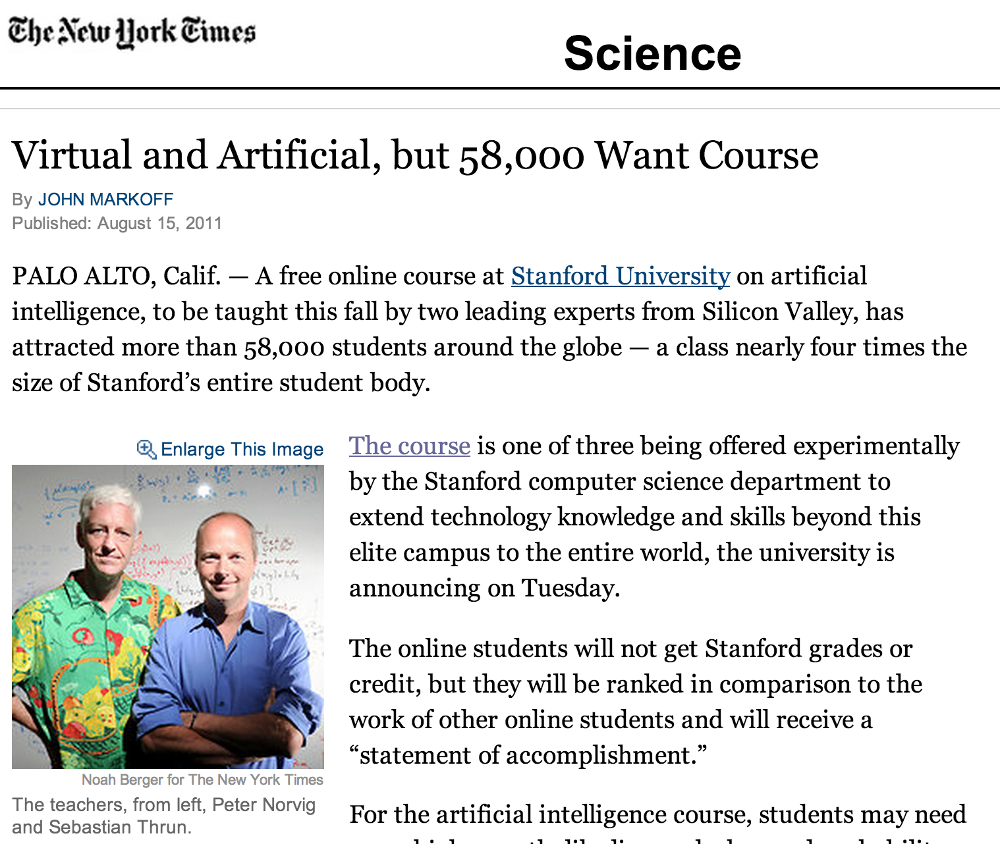 The New York Times
Science
Virtual and Artificial, but 58,000 Want Course
By JOHN MARKOFF
Published: August 15, 2011
PALO ALTO, Calif. — A free online course at Stanford University on artificial
intelligence, to be taught this fall by two leading experts from Silicon Valley, has
attracted more than 58,000 students around the globe — a class nearly four times the
size of Stanford’s entire student body.
Enlarge This Image
Noah Berger for The New York Times
The teachers, from left, Peter Norvig
and Sebastian Thrun.
The course is one of three being offered experimentally
by the Stanford computer science department to
extend technology knowledge and skills beyond this
elite campus to the entire world, the university is
announcing on Tuesday.
The online students will not get Stanford grades or
credit, but they will be ranked in comparison to the
work of other online students and will receive a
“statement of accomplishment.”
For the artificial intelligence course, students may need